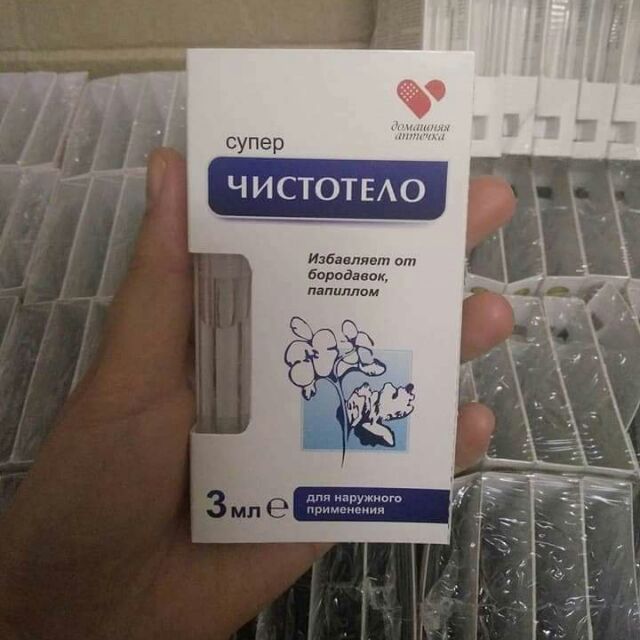 домашняя
аптечка
супер
ЧИСТОТЕЛО
Избавляет от
бородавок,
папиллом
3 мл ℮
для наружного
применения